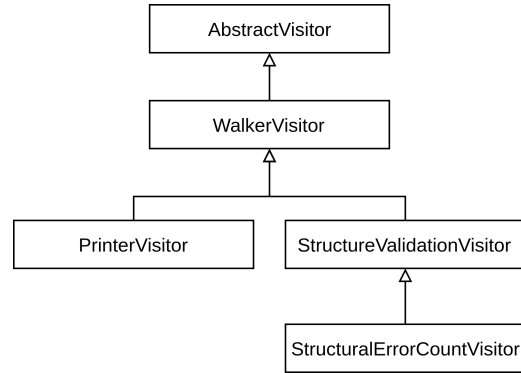 AbstractVisitor
WalkerVisitor
PrinterVisitor
StructureValidationVisitor
StructuralErrorCountVisitor